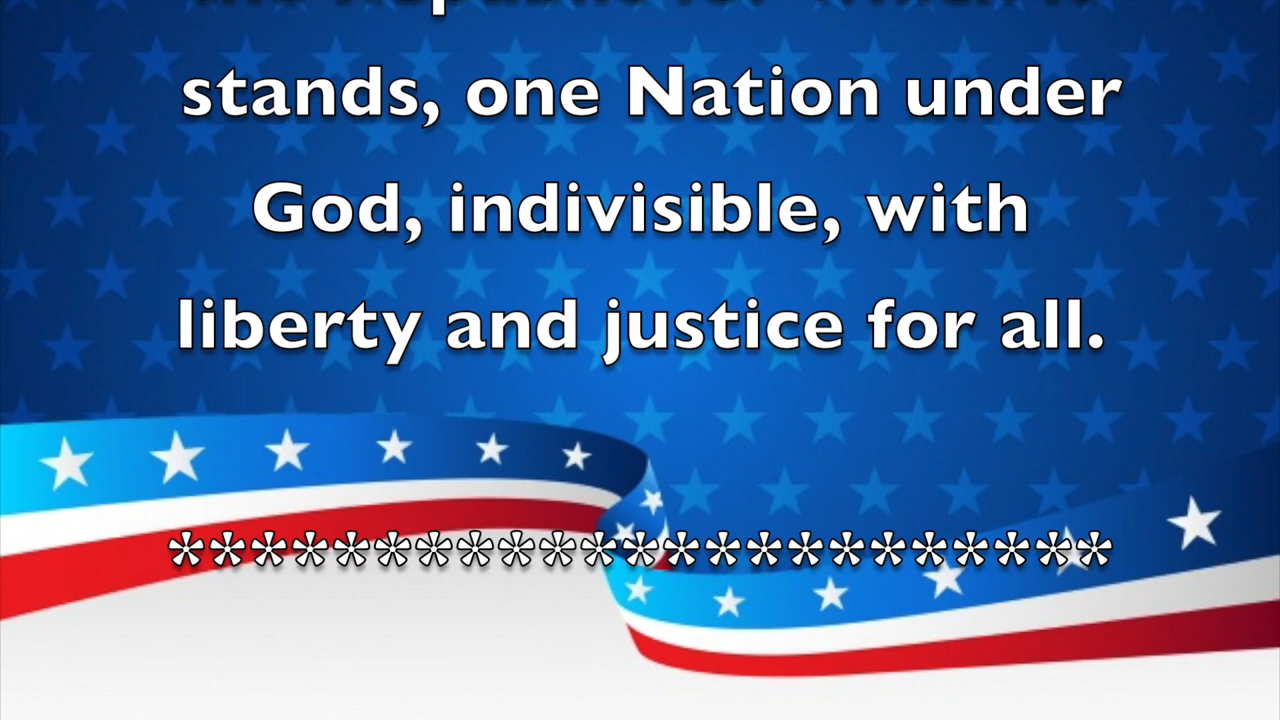 stands, one Nation under
God, indivisible, with
liberty and justice for all.
***********************